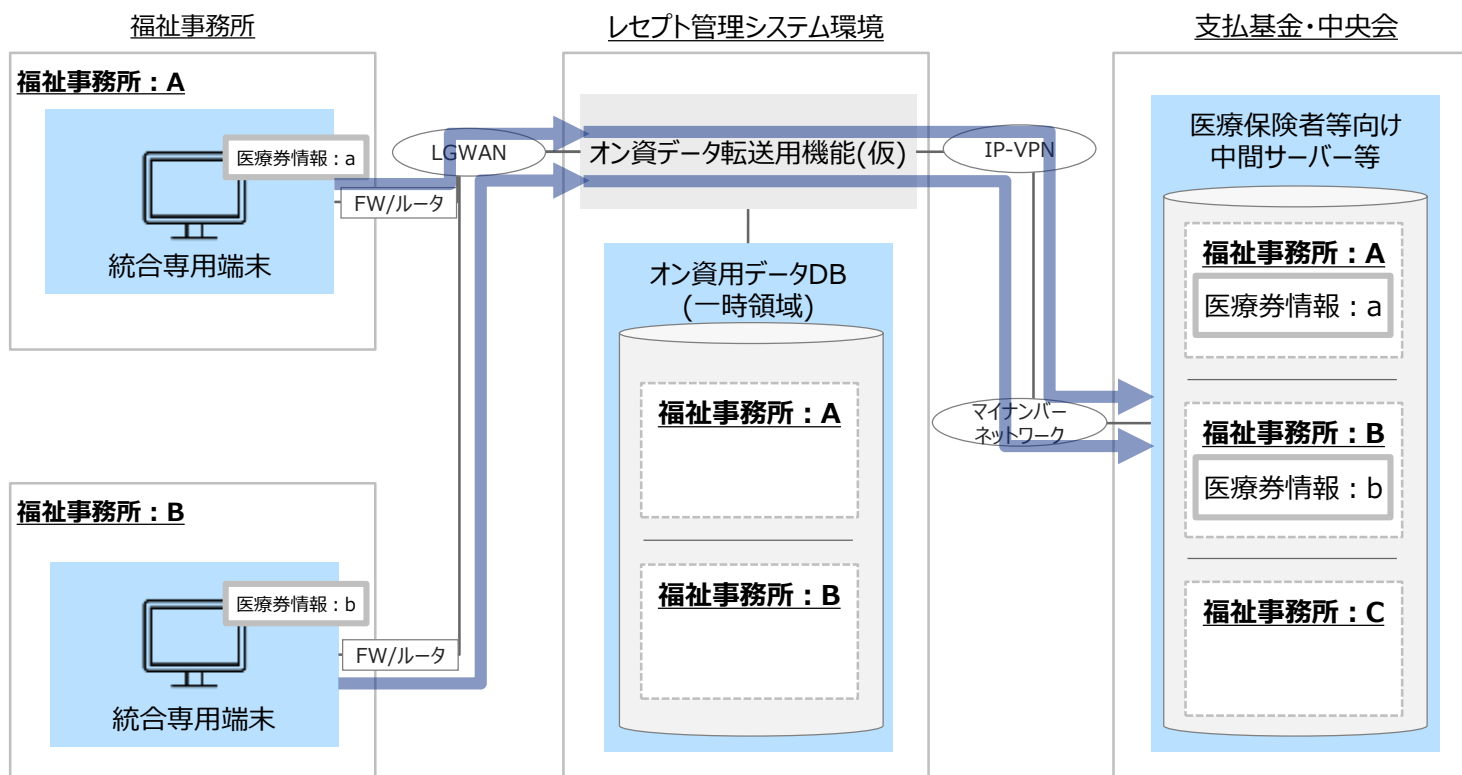 福祉事務所
福祉事務所：A
医療券情報：a
統合専用端末
FW/ルータ
LGWAN
福祉事務所：B
医療券情報：b
統合専用端末
FW/ルータ
レセプト管理システム環境
オン資データ転送用機能(仮)
オン資用データDB
(一時領域)
福祉事務所：A
福祉事務所：B
IP-VPN
マイナンバー
ネットワーク
支払基金・中央会
医療保険者等向け
中間サーバー等
福祉事務所：A
医療券情報：a
福祉事務所：B
医療券情報：b
福祉事務所：C